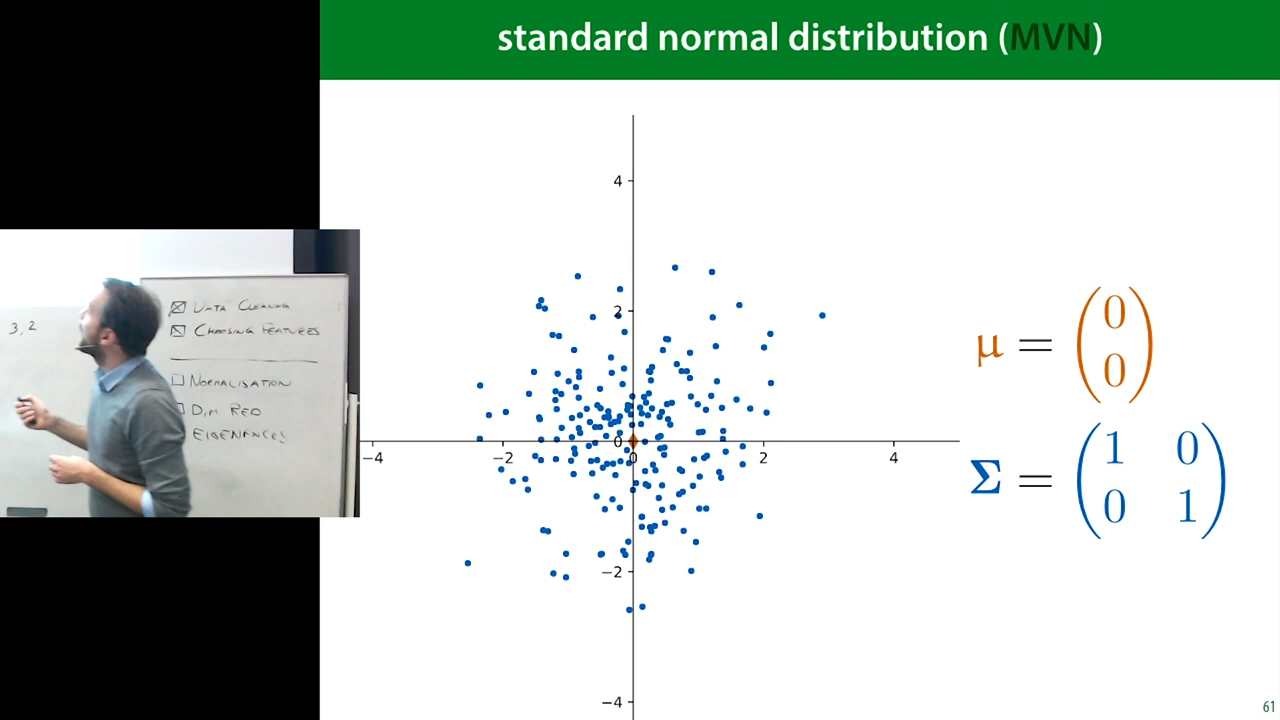 standard normal distribution (MVN)
4
2
0
−4
−2
0
2
4
−2
−4
μ = (0 0)
Σ = (1 0
0 1)
3, 2
DATA CLEANING
CHOOSING FEATURES
NORMALISATION
DIM RED
EIGENFACES
61